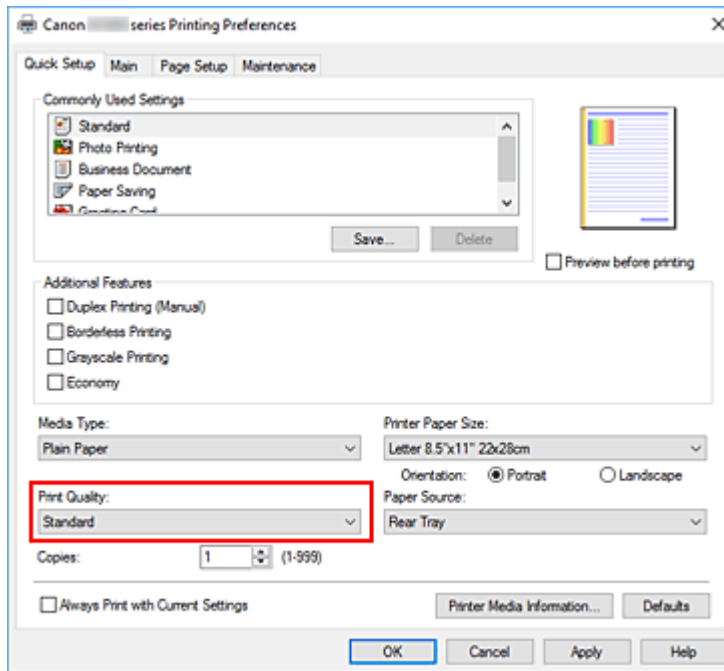 Canon series Printing Preferences
Quick Setup Main Page Setup Maintenance
Commonly Used Settings
Standard
Photo Printing
Business Document
Paper Saving
Greeting Card
Save... Delete
Preview before printing
Additional Features
Duplex Printing (Manual)
Borderless Printing
Grayscale Printing
Economy
Media Type: Printer Paper Size:
Plain Paper Letter 8.5"x11" 22x28cm
Orientation: Portrait Landscape
Print Quality: Paper Source:
Standard Rear Tray
Copies: 1 (1-999)
Always Print with Current Settings Printer Media Information... Defaults
OK Cancel Apply Help